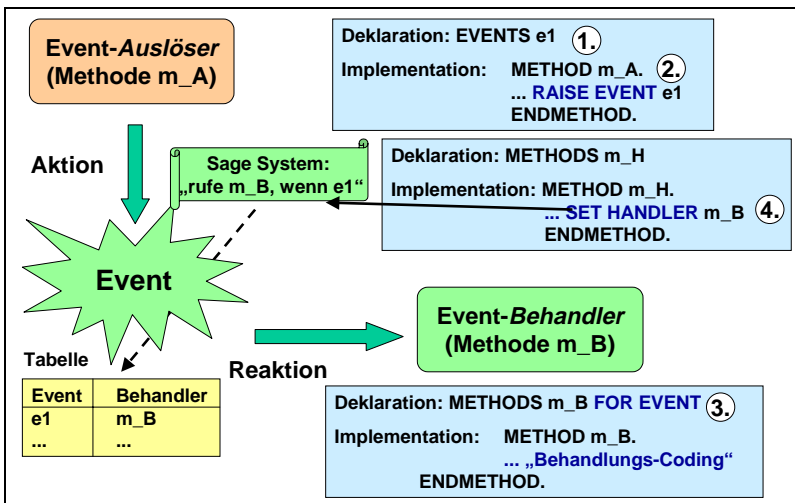 Event-Auslöser
(Methode m_A)
Deklaration: EVENTS e1 1.
Implementation: METHOD m_A. 2.
... RAISE EVENT e1
ENDMETHOD.
Aktion
Sage System:
„rufe m_B, wenn e1“
Deklaration: METHODS m_H
Implementation: METHOD m_H.
... SET HANDLER m_B 4.
ENDMETHOD.
Event
Event-Behandler
(Methode m_B)
Reaktion
Tabelle
Event Behandler
e1 m_B
... ...
Deklaration: METHODS m_B FOR EVENT 3.
Implementation: METHOD m_B.
... „Behandlungs-Coding“
ENDMETHOD.